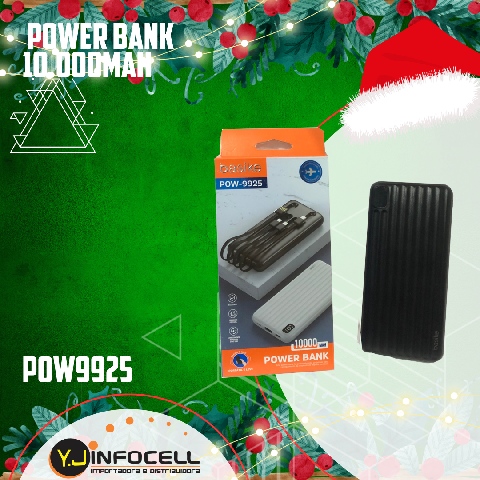 POWER BANK
10.000MAH
POW-9925
10000
POWER BANK
POW9925
Y.J INFOCELL
importadora e distribuidora